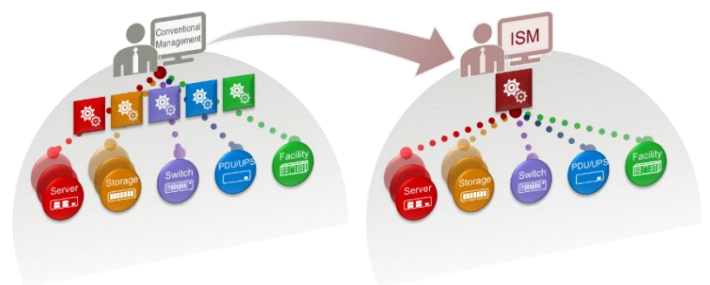 Conventional
Management
ISM
Server
Storage
Switch
PDU/UPS
Facility
Server
Storage
Switch
PDU/UPS
Facility